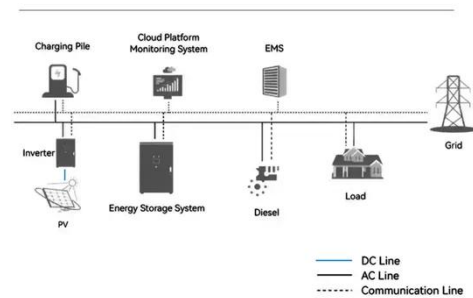 Charging Pile
Cloud Platform
Monitoring System
EMS
Grid
Inverter
PV
Energy Storage System
Diesel
Load
DC Line
AC Line
Communication Line